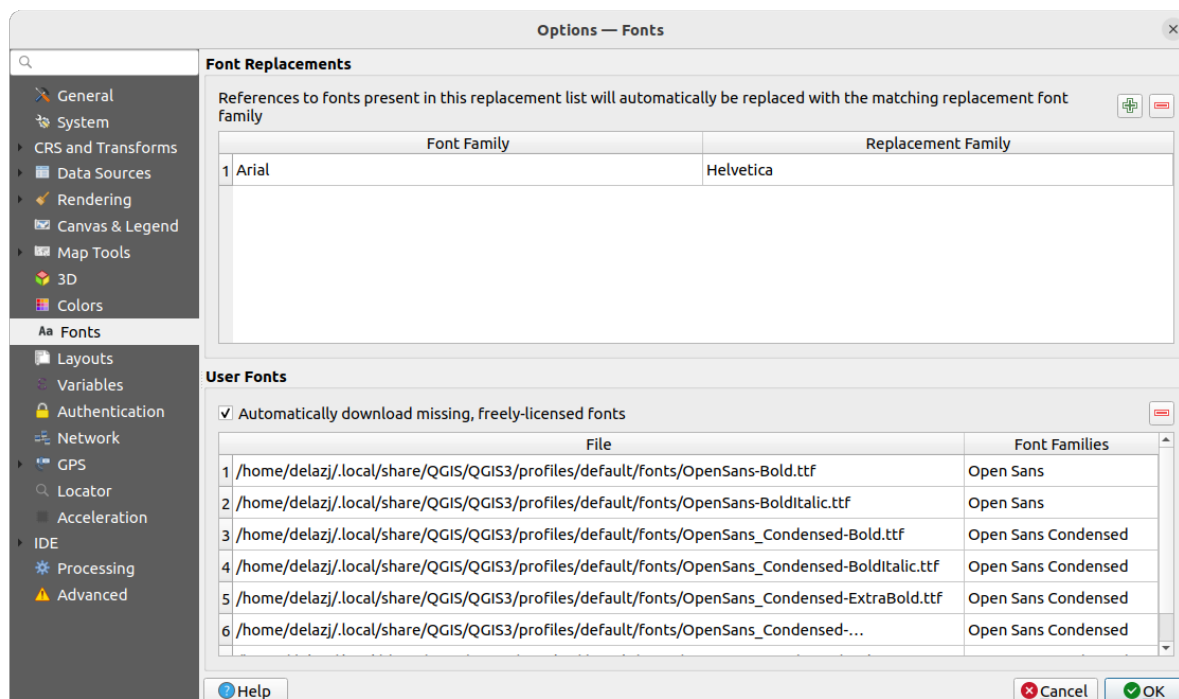 Options — Fonts
General
System
CRS and Transforms
Data Sources
Rendering
Canvas & Legend
Map Tools
3D
Colors
Aa Fonts
Layouts
Variables
Authentication
Network
GPS
Locator
Acceleration
IDE
Processing
Advanced
Font Replacements
References to fonts present in this replacement list will automatically be replaced with the matching replacement font
family
Font Family Replacement Family
1 Arial Helvetica
User Fonts
Automatically download missing, freely-licensed fonts
File Font Families
1 /home/delazj/.local/share/QGIS/QGIS3/profiles/default/fonts/OpenSans-Bold.ttf Open Sans
2 /home/delazj/.local/share/QGIS/QGIS3/profiles/default/fonts/OpenSans-BoldItalic.ttf Open Sans
3 /home/delazj/.local/share/QGIS/QGIS3/profiles/default/fonts/OpenSans_Condensed-Bold.ttf Open Sans Condensed
4 /home/delazj/.local/share/QGIS/QGIS3/profiles/default/fonts/OpenSans_Condensed-BoldItalic.ttf Open Sans Condensed
5 /home/delazj/.local/share/QGIS/QGIS3/profiles/default/fonts/OpenSans_Condensed-ExtraBold.ttf Open Sans Condensed
6 /home/delazj/.local/share/QGIS/QGIS3/profiles/default/fonts/OpenSans_Condensed-... Open Sans Condensed
? Help
Cancel
OK